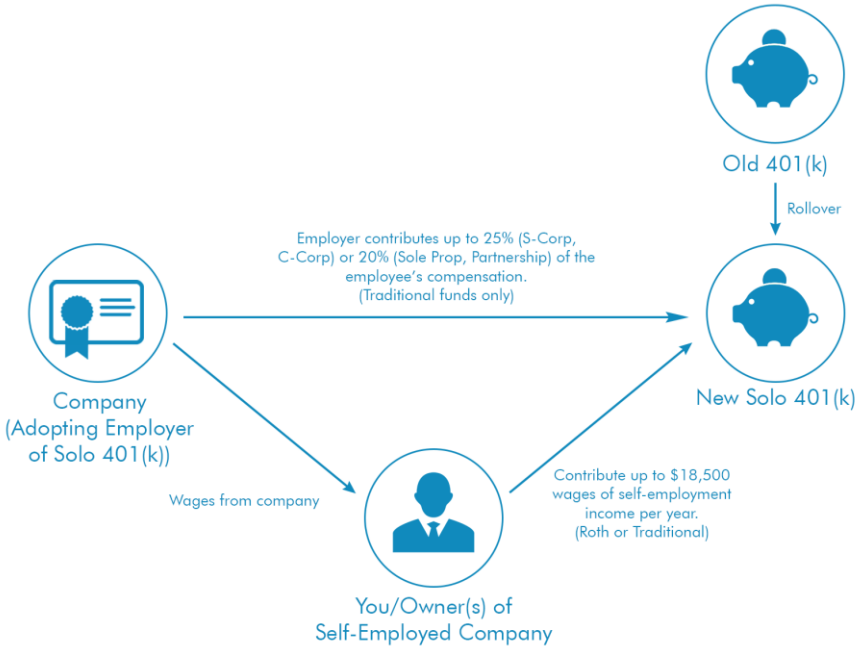 Old 401(k)
Rollover
Employer contributes up to 25% (S-Corp,
C-Corp) or 20% (Sole Prop, Partnership) of the
employee's compensation.
(Traditional funds only)
New Solo 401(k)
Company
(Adopting Employer
of Solo 401(k))
Wages from company
Contribute up to $18,500
wages of self-employment
income per year.
(Roth or Traditional)
You/Owner(s) of
Self-Employed Company